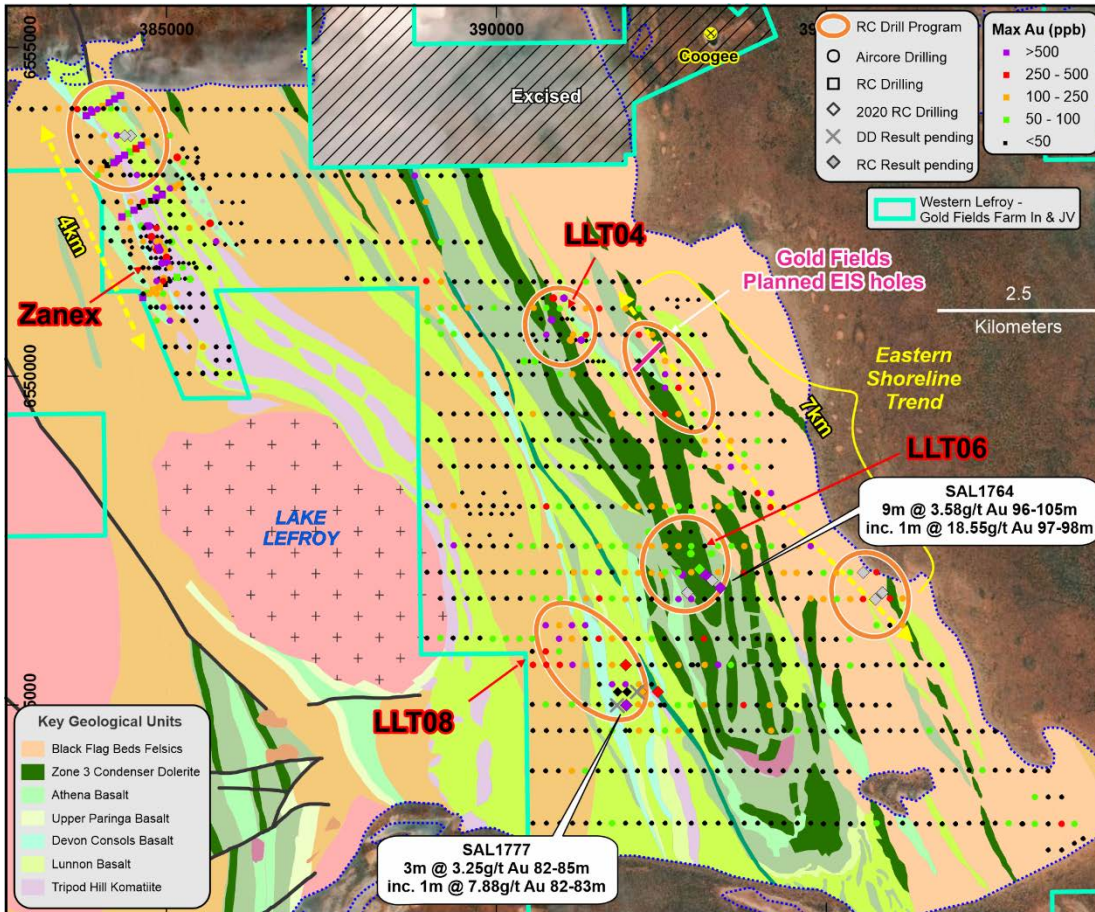 385000
390000
6555000
6550000
Coogee
Excised
RC Drill Program
Aircore Drilling
RC Drilling
2020 RC Drilling
DD Result pending
RC Result pending
Max Au (ppb)
>500
250 - 500
100 - 250
50 - 100
<50
Western Lefroy -
Gold Fields Farm In & JV
4km
Zanex
LLT04
Gold Fields
Planned EIS holes
2.5
Kilometers
Eastern
Shoreline
Trend
7km
LLT06
SAL1764
9m @ 3.58g/t Au 96-105m
inc. 1m @ 18.55g/t Au 97-98m
LAKE
LEFROY
LLT08
SAL1777
3m @ 3.25g/t Au 82-85m
inc. 1m @ 7.88g/t Au 82-83m
Key Geological Units
Black Flag Beds Felsics
Zone 3 Condenser Dolerite
Athena Basalt
Upper Paringa Basalt
Devon Consols Basalt
Lunnon Basalt
Tripod Hill Komatiite